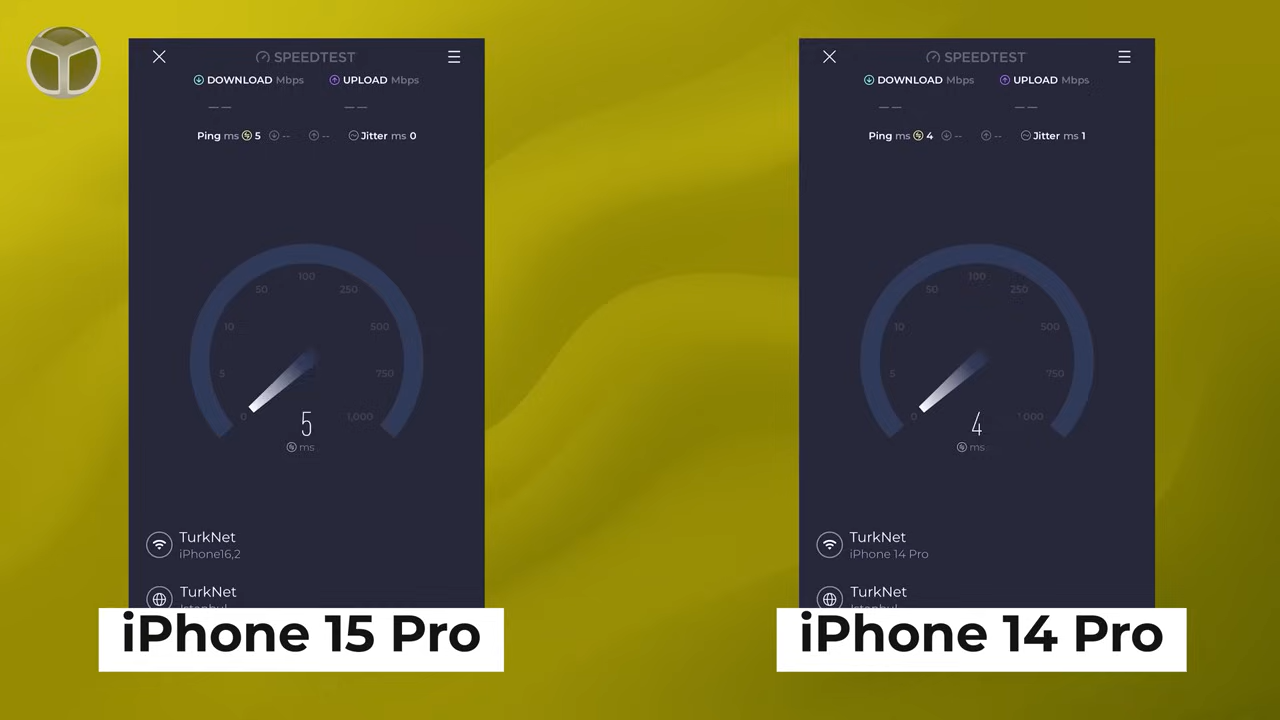 SPEEDTEST
DOWNLOAD Mbps UPLOAD Mbps
— — — —
Ping ms 5 -- -- Jitter ms 0
100
50 250
10 500
5 750
0 1,000
5
ms
TurkNet
iPhone16,2
TurkNet
Istanbul
iPhone 15 Pro
SPEEDTEST
DOWNLOAD Mbps UPLOAD Mbps
— — — —
Ping ms 4 -- -- Jitter ms 1
100
50 250
10 500
5 750
0 1 000
4
ms
TurkNet
iPhone 14 Pro
TurkNet
Istanbul
iPhone 14 Pro